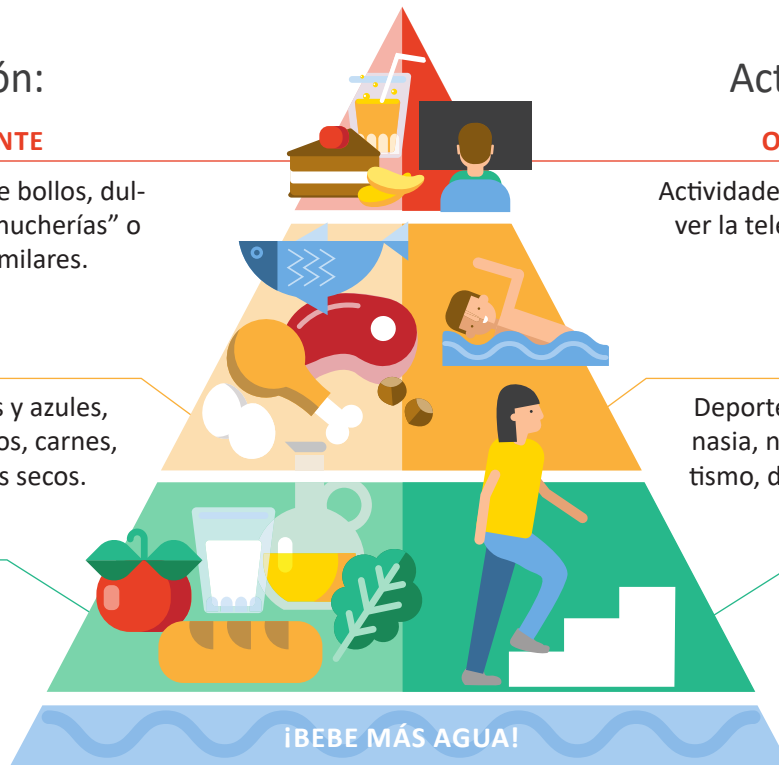 ón:
NTE
e bollos, dul-
nucherías” o
milares.
s y azules,
os, carnes,
s secos.
Act
O
Actividade
ver la tele
Deporte
nasia, n
tismo, d
¡BEBE MÁS AGUA!